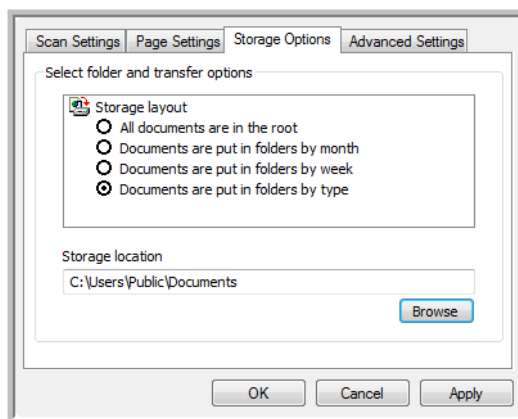 Scan Settings Page Settings Storage Options Advanced Settings
Select folder and transfer options
Storage layout
All documents are in the root
Documents are put in folders by month
Documents are put in folders by week
Documents are put in folders by type
Storage location
C:\Users\Public\Documents
Browse
OK Cancel Apply